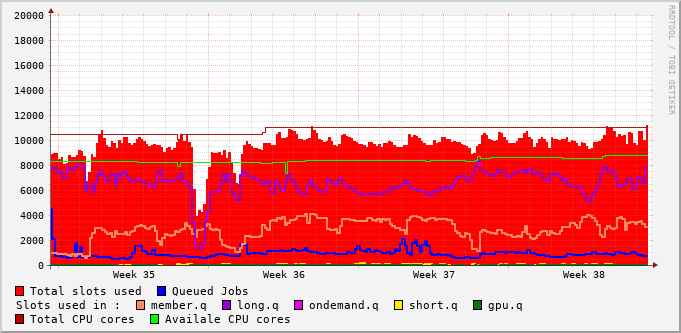 RRDTOOL / TOBI OETIKER
20000
18000
16000
14000
12000
10000
8000
6000
4000
2000
0
Week 35 Week 36 Week 37 Week 38
Total slots used Queued Jobs
Slots used in : member.q long.q ondemand.q short.q gpu.q
Total CPU cores Availale CPU cores